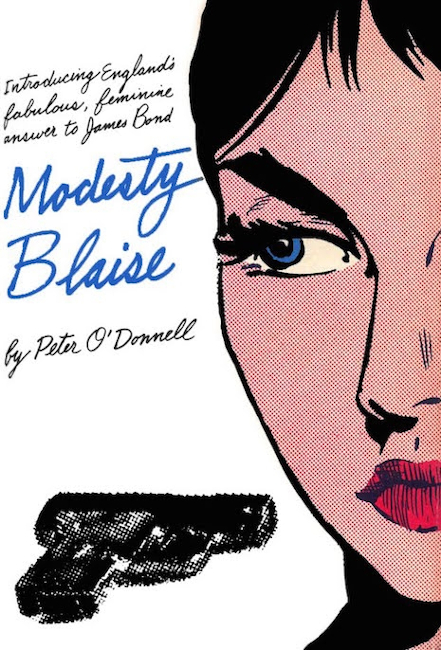 Introducing England's
fabulous, feminine
answer to James Bond
Modesty
Blaise
by Peter O'Donnell